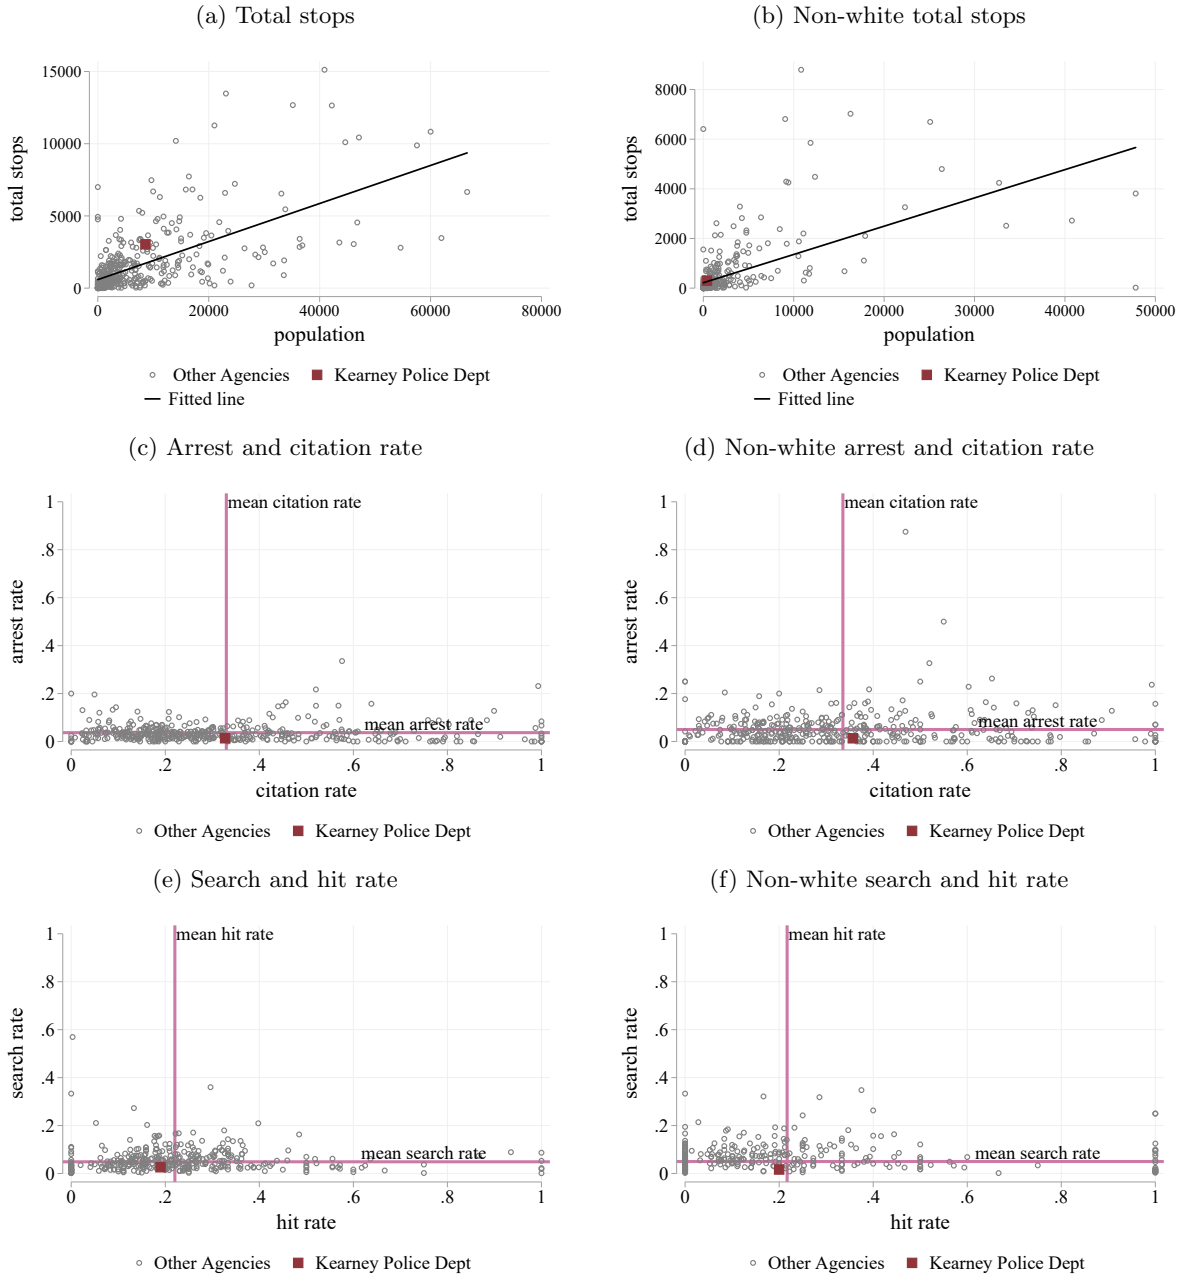 (a) Total stops
total stops
15000
10000
5000
0
0 20000 40000 60000 80000
population
Other Agencies Kearney Police Dept
Fitted line
(b) Non-white total stops
total stops
8000
6000
4000
2000
0
0 10000 20000 30000 40000 50000
population
Other Agencies Kearney Police Dept
Fitted line
(c) Arrest and citation rate
arrest rate
1
.8
.6
.4
.2
0
mean citation rate
mean arrest rate
0 .2 .4 .6 .8 1
citation rate
Other Agencies Kearney Police Dept
(d) Non-white arrest and citation rate
arrest rate
1
.8
.6
.4
.2
0
mean citation rate
mean arrest rate
0 .2 .4 .6 .8 1
citation rate
Other Agencies Kearney Police Dept
(e) Search and hit rate
search rate
1
.8
.6
.4
.2
0
mean hit rate
mean search rate
0 .2 .4 .6 .8 1
hit rate
Other Agencies Kearney Police Dept
(f) Non-white search and hit rate
search rate
1
.8
.6
.4
.2
0
mean hit rate
mean search rate
0 .2 .4 .6 .8 1
hit rate
Other Agencies Kearney Police Dept